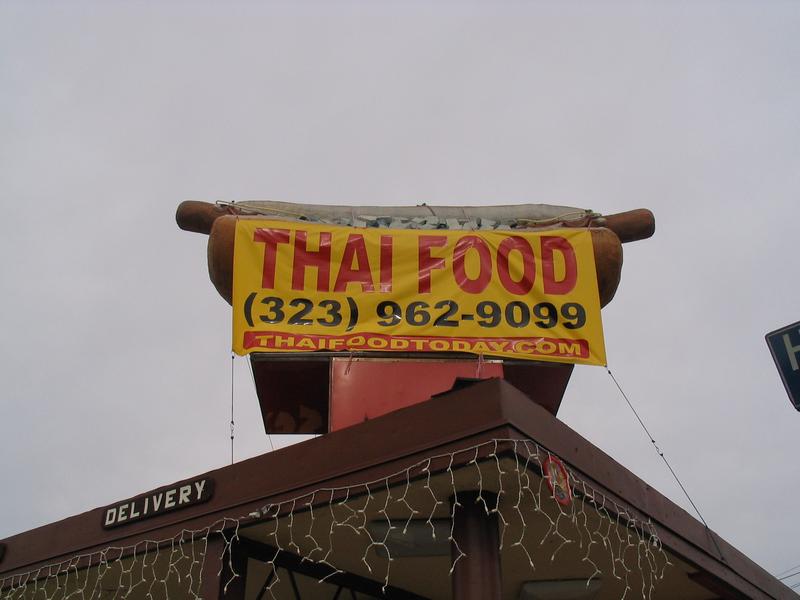 THAI FOOD
(323) 962-9099
THAIFOODTODAY.COM
DELIVERY
H